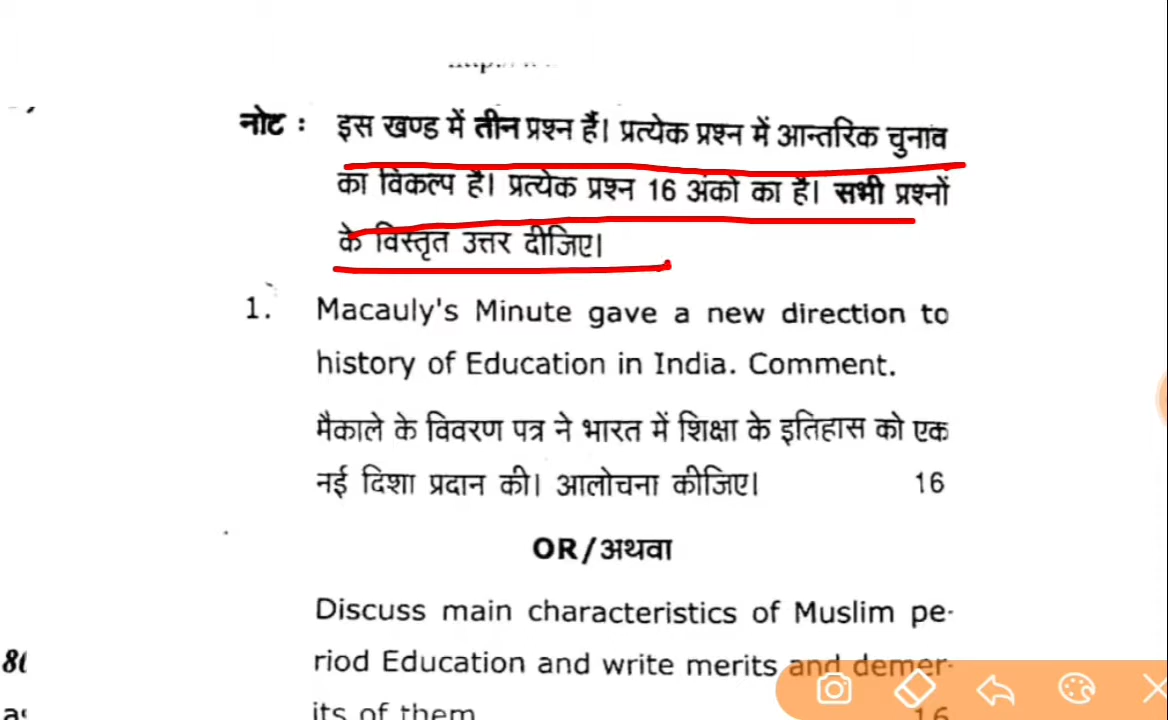 नोट : इस खण्ड में तीन प्रश्न हैं। प्रत्येक प्रश्न में आन्तरिक चुनाव
का विकल्प है। प्रत्येक प्रश्न 16 अंको का है। सभी प्रश्नों
के विस्तृत उत्तर दीजिए।
1. Macauly's Minute gave a new direction to
history of Education in India. Comment.
मैकाले के विवरण पत्र ने भारत में शिक्षा के इतिहास को एक
नई दिशा प्रदान की। आलोचना कीजिए। 16
OR/अथवा
Discuss main characteristics of Muslim pe-
riod Education and write merits and demer-
its of them 16